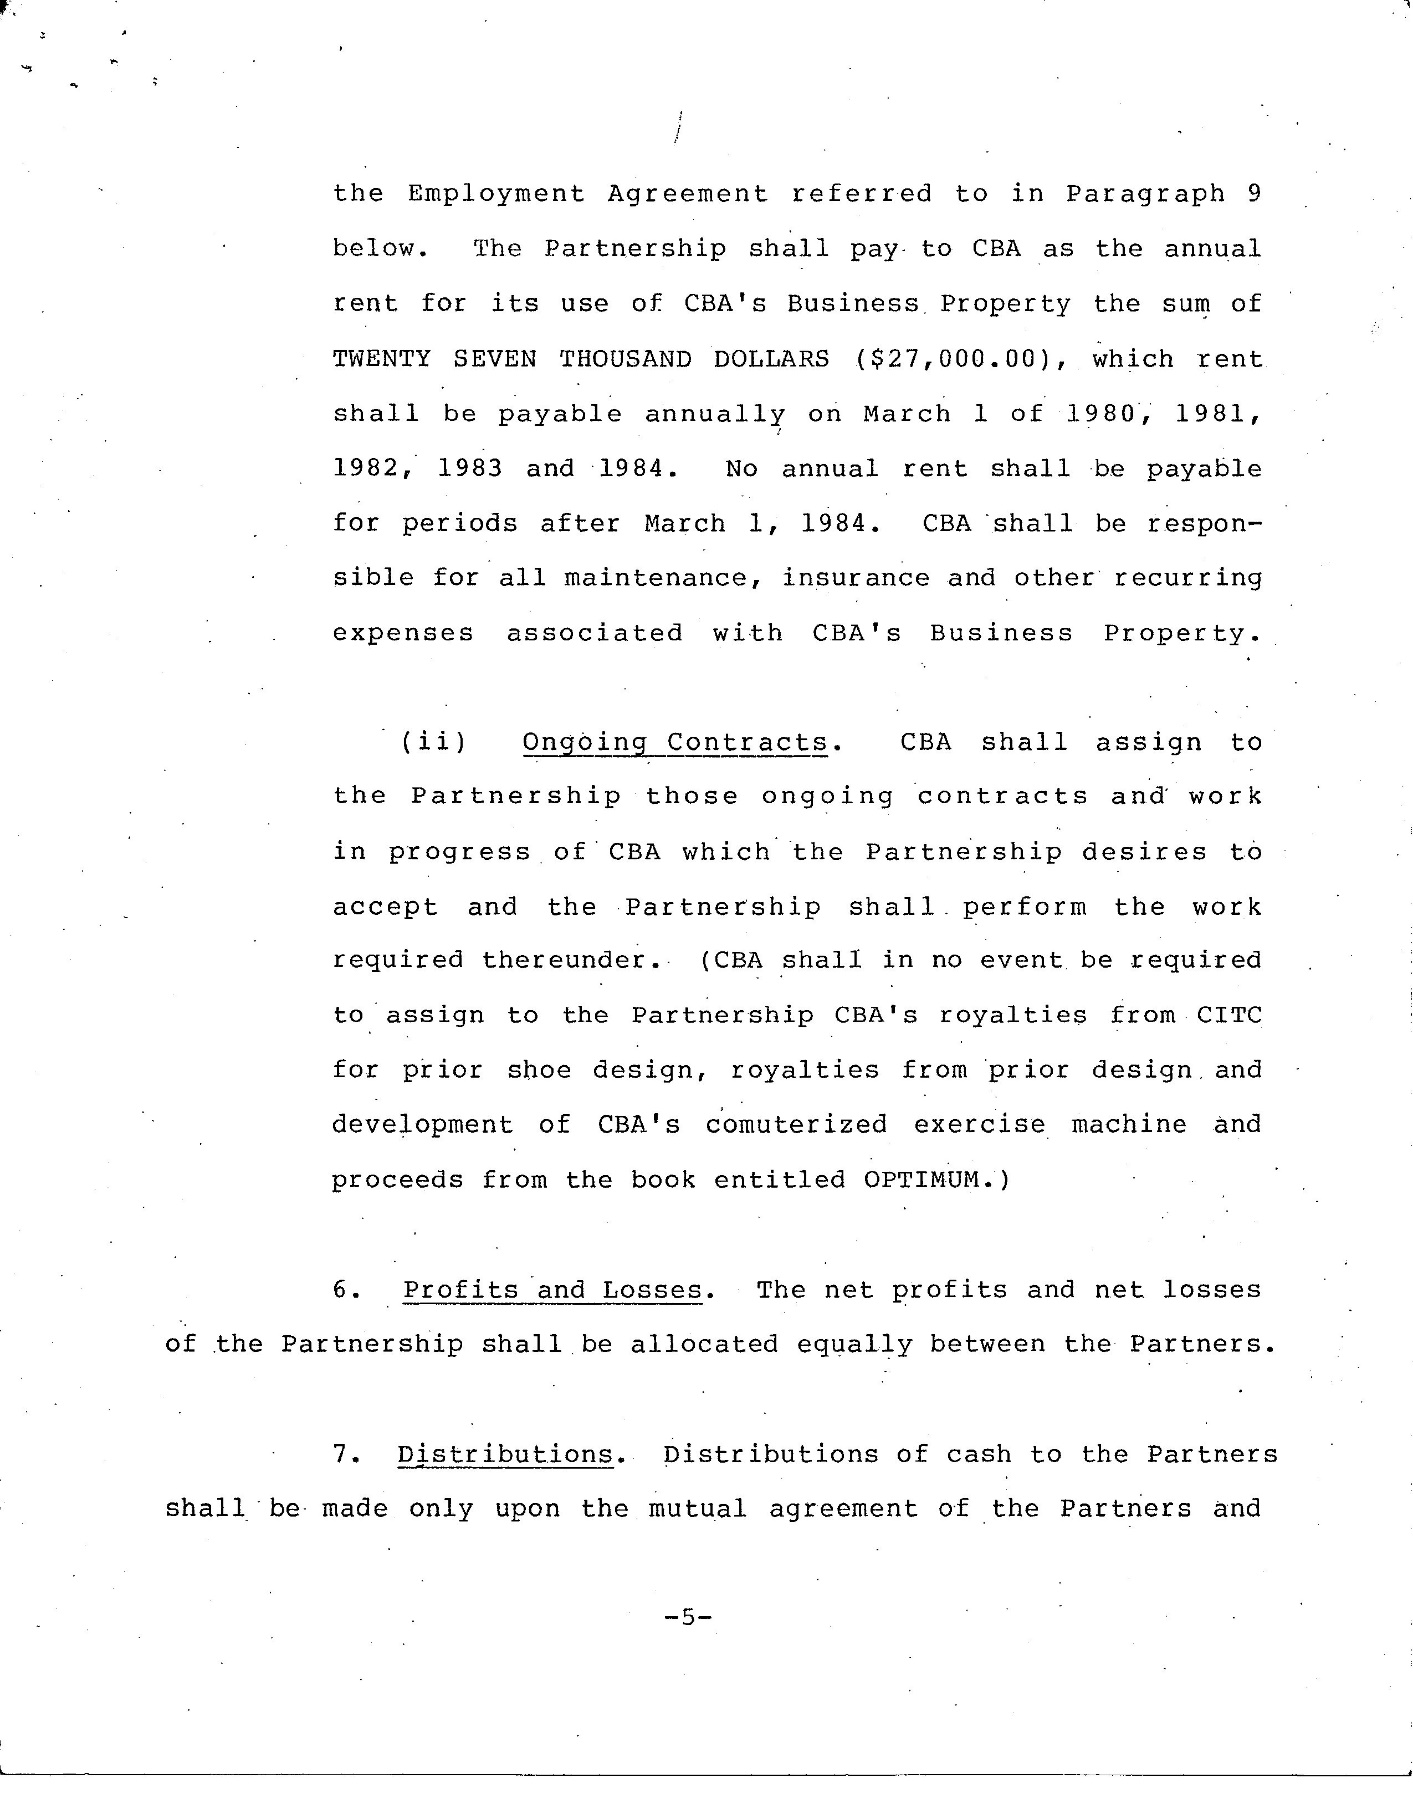 the Employment Agreement referred to in Paragraph 9
below. The Partnership shall pay to CBA as the annual
rent for its use of CBA's Business Property the sum of
TWENTY SEVEN THOUSAND DOLLARS ($27,000.00), which rent
shall be payable annually on March 1 of 1980, 1981,
1982, 1983 and 1984. No annual rent shall be payable
for periods after March 1, 1984. CBA shall be respon-
sible for all maintenance, insurance and other recurring
expenses associated with CBA's Business Property.
(ii) Ongoing Contracts. CBA shall assign to
the Partnership those ongoing contracts and work
in progress of CBA which the Partnership desires to
accept and the Partnership shall perform the work
required thereunder. (CBA shall in no event be required
to assign to the Partnership CBA's royalties from CITC
for prior shoe design, royalties from prior design and
development of CBA's comuterized exercise machine and
proceeds from the book entitled OPTIMUM.)
6. Profits and Losses. The net profits and net losses
of the Partnership shall be allocated equally between the Partners.
7. Distributions. Distributions of cash to the Partners
shall be made only upon the mutual agreement of the Partners and
-5-